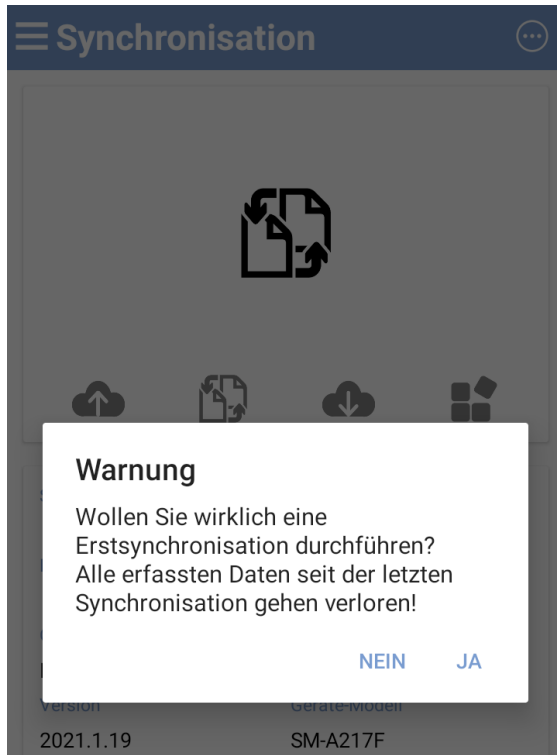 Synchronisation
Warnung
Wollen Sie wirklich eine
Erstsynchronisation durchführen?
Alle erfassten Daten seit der letzten
Synchronisation gehen verloren!
NEIN JA
Version Geräte-Modell
2021.1.19 SM-A217F